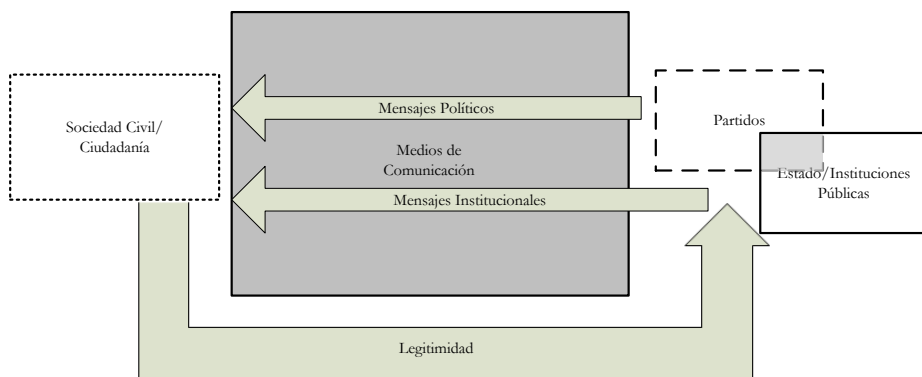 Sociedad Civil/
Ciudadanía
Mensajes Políticos
Medios de
Comunicación
Mensajes Institucionales
Partidos
Estado/Instituciones
Públicas
Legitimidad